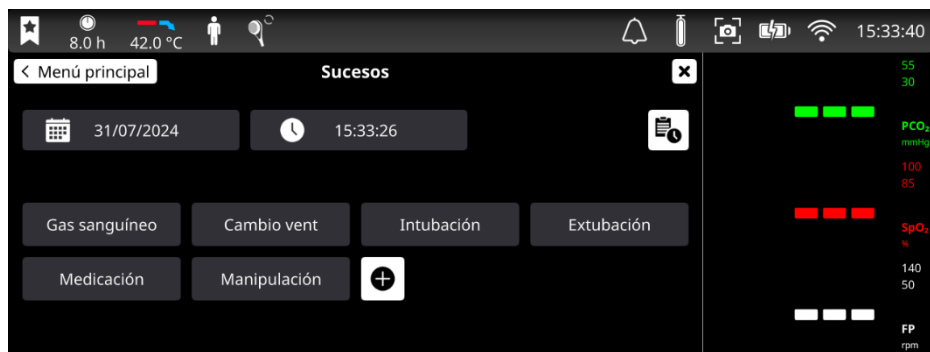 8.0 h 42.0 °C 15:33:40
Menú principal Sucesos
31/07/2024 15:33:26
Gas sanguíneo Cambio vent Intubación Extubación
Medicación Manipulación
55
30
PCO₂
mmHg
100
85
SpO₂
%
140
50
FP
rpm